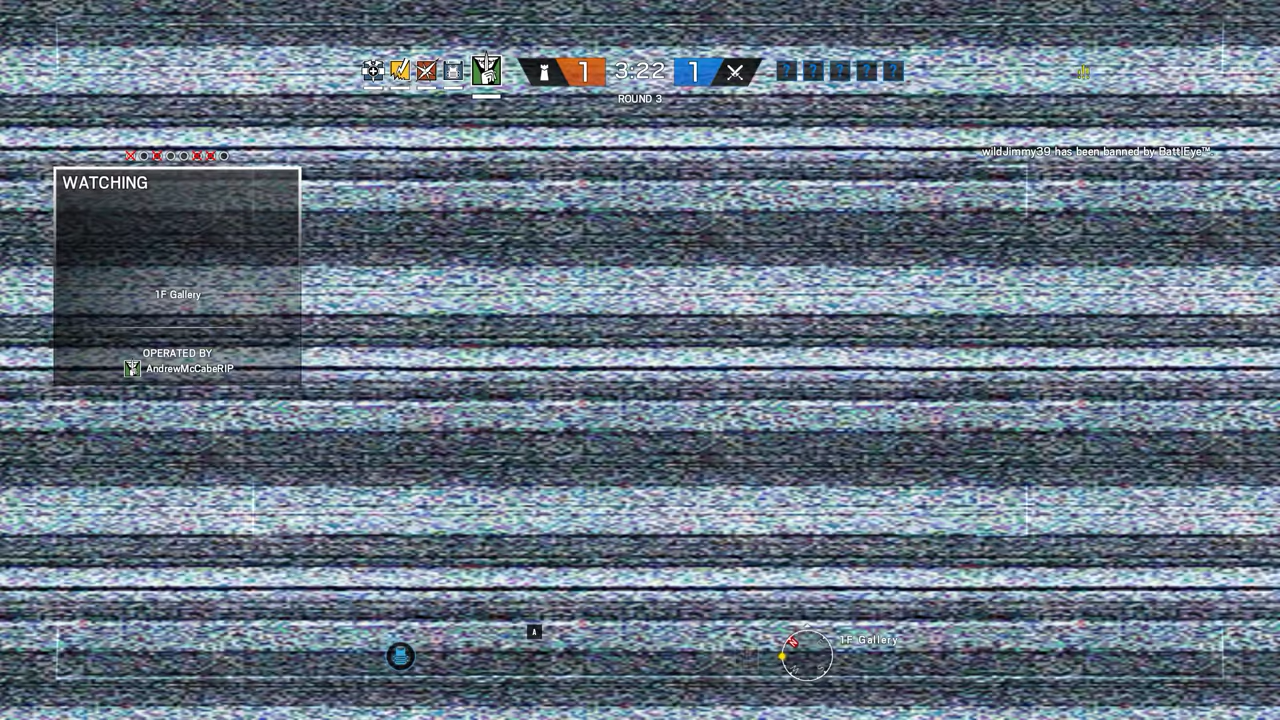 1 3:22 1
? ? ? ? ?
ROUND 3
wildJimmy39 has been banned by BattlEye™.
WATCHING
1F Gallery
OPERATED BY
AndrewMcCabeRIP
A
1F Gallery
N